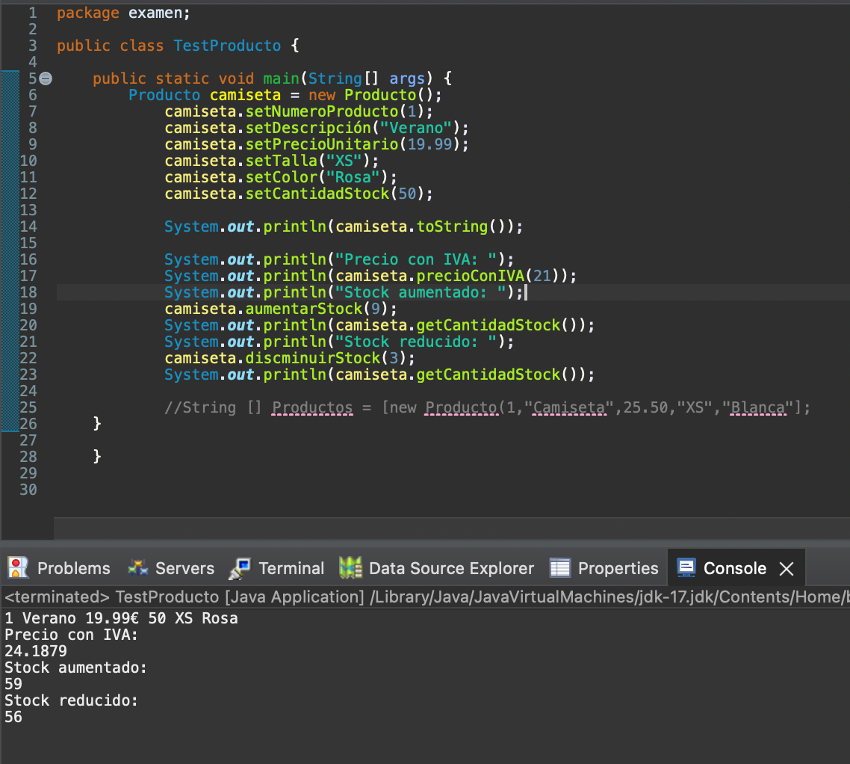 1 package examen;
2
3 public class TestProducto {
4
5 public static void main(String[] args) {
6 Producto camiseta = new Producto();
7 camiseta.setNumeroProducto(1);
8 camiseta.setDescripción("Verano");
9 camiseta.setPrecioUnitario(19.99);
10 camiseta.setTalla("XS");
11 camiseta.setColor("Rosa");
12 camiseta.setCantidadStock(50);
13
14 System.out.println(camiseta.toString());
15
16 System.out.println("Precio con IVA: ");
17 System.out.println(camiseta.precioConIVA(21));
18 System.out.println("Stock aumentado: ");
19 camiseta.aumentarStock(9);
20 System.out.println(camiseta.getCantidadStock());
21 System.out.println("Stock reducido: ");
22 camiseta.discminuirStock(3);
23 System.out.println(camiseta.getCantidadStock());
24
25 //String [] Productos = [new Producto(1,"Camiseta",25.50,"XS","Blanca"];
26 }
27
28 }
29
30
Problems Servers Terminal Data Source Explorer Properties Console
<terminated> TestProducto [Java Application] /Library/Java/JavaVirtualMachines/jdk-17.jdk/Contents/Home/b
1 Verano 19.99€ 50 XS Rosa
Precio con IVA:
24.1879
Stock aumentado:
59
Stock reducido:
56